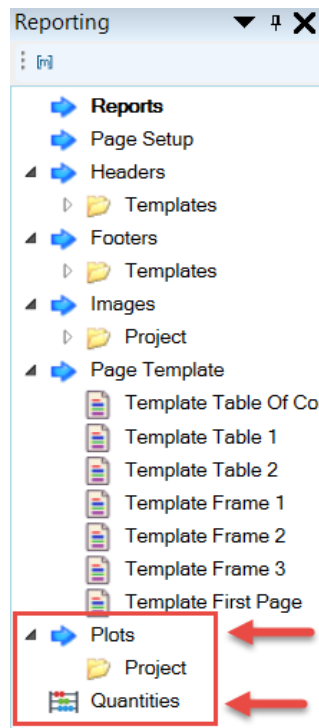 Reporting
[m]
Reports
Page Setup
Headers
Templates
Footers
Templates
Images
Project
Page Template
Template Table Of Co
Template Table 1
Template Table 2
Template Frame 1
Template Frame 2
Template Frame 3
Template First Page
Plots
Project
Quantities